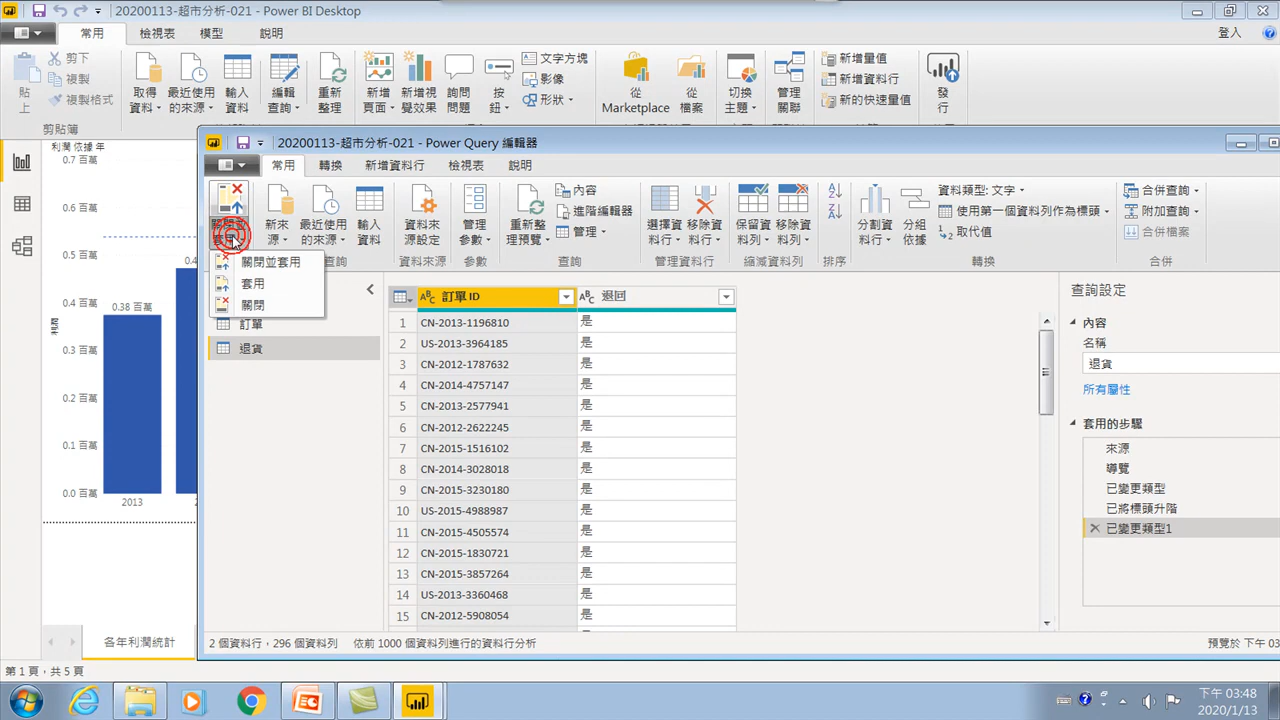 20200113-超市分析-021 - Power BI Desktop
常用
檢視表
模型
說明
登入
貼上
剪下
複製
複製格式
取得資料
最近使用的來源
輸入資料
編輯查詢
重新整理
新增頁面
新增視覺效果
詢問問題
按鈕
文字方塊
影像
形狀
從 Marketplace
從檔案
切換主題
管理關聯
新增量值
新增資料行
新的快速量值
發行
剪貼簿
利潤 依據 年
0.7 百萬
0.6 百萬
0.5 百萬
0.4 百萬
0.3 百萬
0.2 百萬
0.1 百萬
0.0 百萬
利潤
0.38 百萬
2013
20200113-超市分析-021 - Power Query 編輯器
常用
轉換
新增資料行
檢視表
說明
關閉並套用
新來源
最近使用的來源
輸入資料
資料來源設定
管理參數
重新整理預覽
內容
進階編輯器
管理
選擇資料行
移除資料行
保留資料列
移除資料列
分割資料行
分組依據
資料類型: 文字
使用第一個資料列作為標頭
取代值
合併查詢
附加查詢
合併檔案
查詢
資料來源
參數
查詢
管理資料行
縮減資料列
排序
轉換
合併
關閉並套用
套用
關閉
訂單
退貨
訂單 ID
退回
1 CN-2013-1196810 是
2 US-2013-3964185 是
3 CN-2012-1787632 是
4 CN-2014-4757147 是
5 CN-2013-2577941 是
6 CN-2012-2622245 是
7 CN-2015-1516102 是
8 CN-2014-3028018 是
9 CN-2015-3230180 是
10 US-2015-4988987 是
11 CN-2015-4505574 是
12 CN-2015-1830721 是
13 CN-2015-3857264 是
14 US-2013-3360468 是
15 CN-2012-5908054 是
查詢設定
內容
名稱
退貨
所有屬性
套用的步驟
來源
導覽
已變更類型
已將標頭升階
已變更類型1
2 個資料行，296 個資料列
依前 1000 個資料列進行的資料行分析
預覽於 下午 03
各年利潤統計
第 1 頁，共 5 頁
下午 03:48
2020/1/13